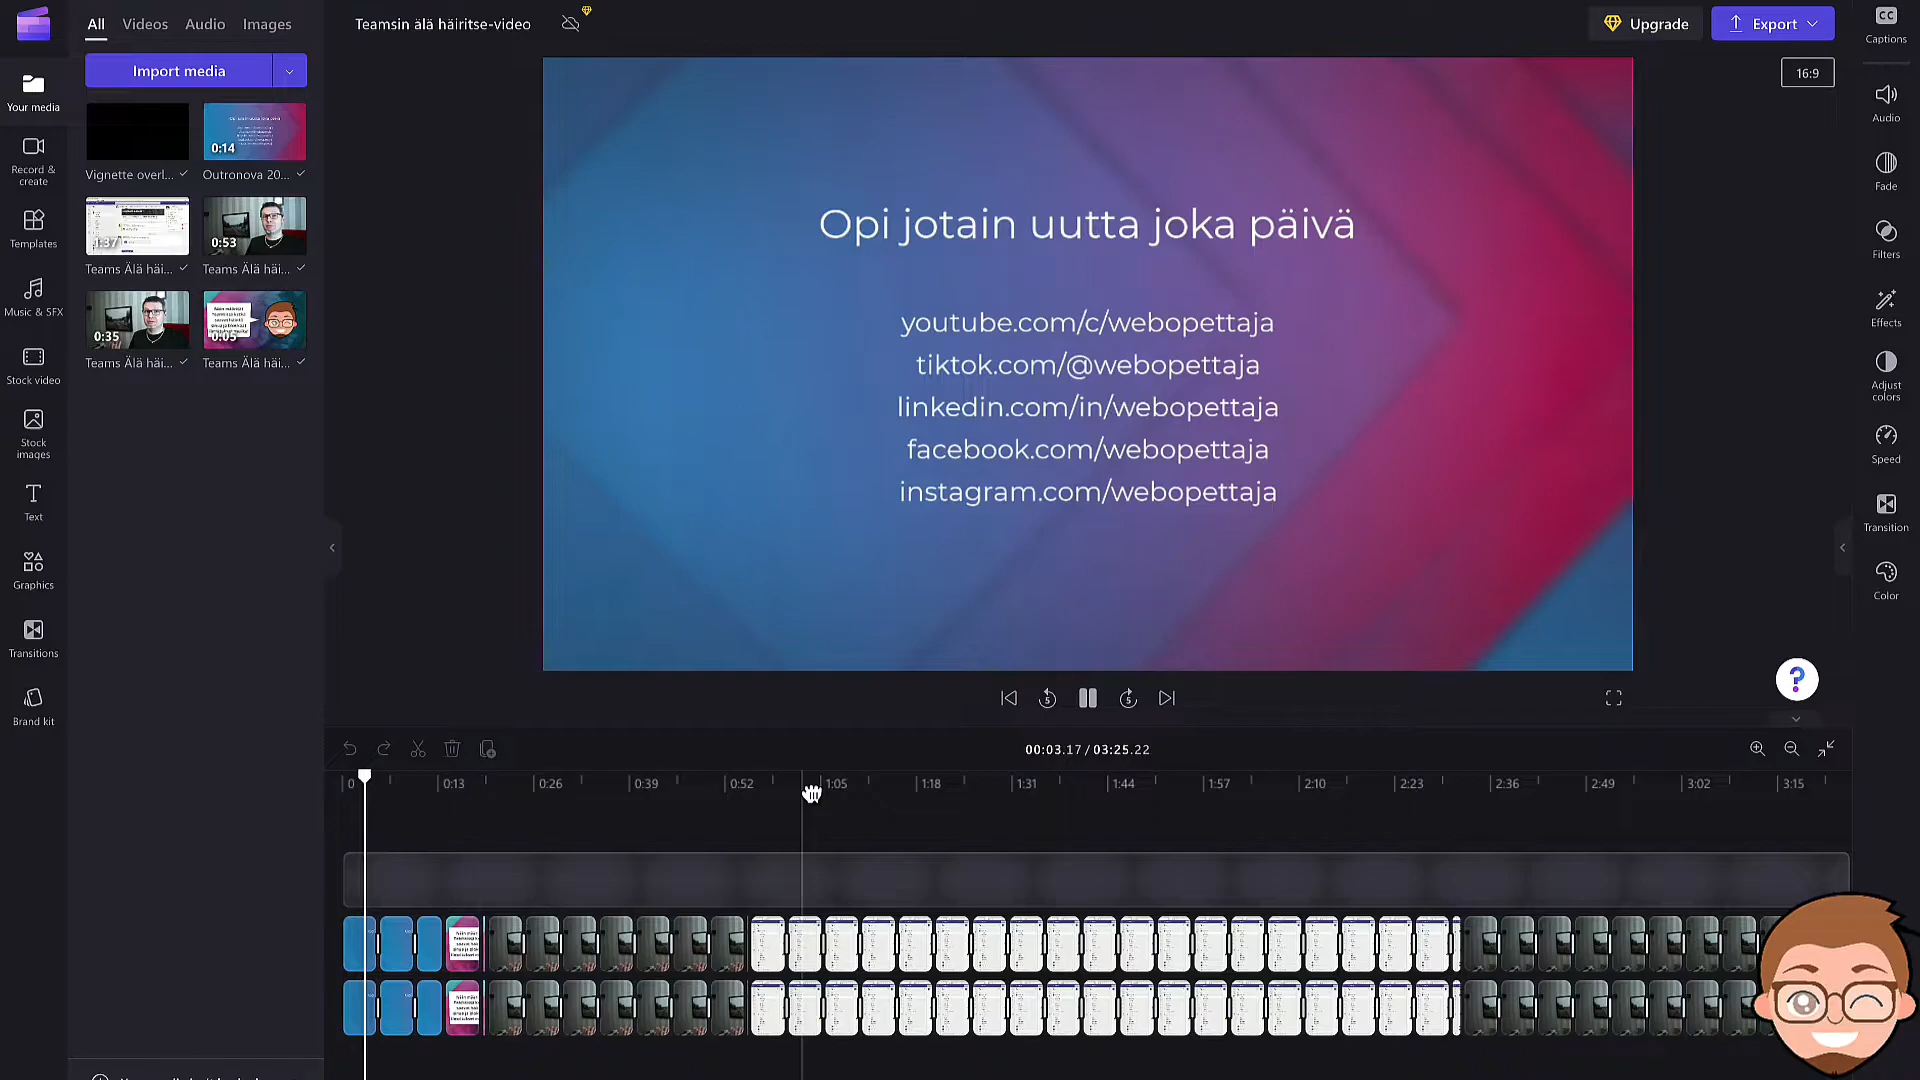 All Videos Audio Images
Import media
Your media
Record & create
Templates
Music & SFX
Stock video
Stock images
Text
Graphics
Transitions
Brand kit
Vignette overl...
0:14
Outronova 20...
1:37
Teams Älä häi...
0:53
Teams Älä häi...
0:35
Teams Älä häi...
0:05
Teams Älä häi...
Teamsin älä häiritse-video
Upgrade
Export
16:9
Opi jotain uutta joka päivä
youtube.com/c/webopettaja
tiktok.com/@webopettaja
linkedin.com/in/webopettaja
facebook.com/webopettaja
instagram.com/webopettaja
5
5
?
CC
Captions
Audio
Fade
Filters
Effects
Adjust colors
Speed
Transition
Color
00:03.17 / 03:25.22
0 0:13 0:26 0:39 0:52 1:05 1:18 1:31 1:44 1:57 2:10 2:23 2:36 2:49 3:02 3:15